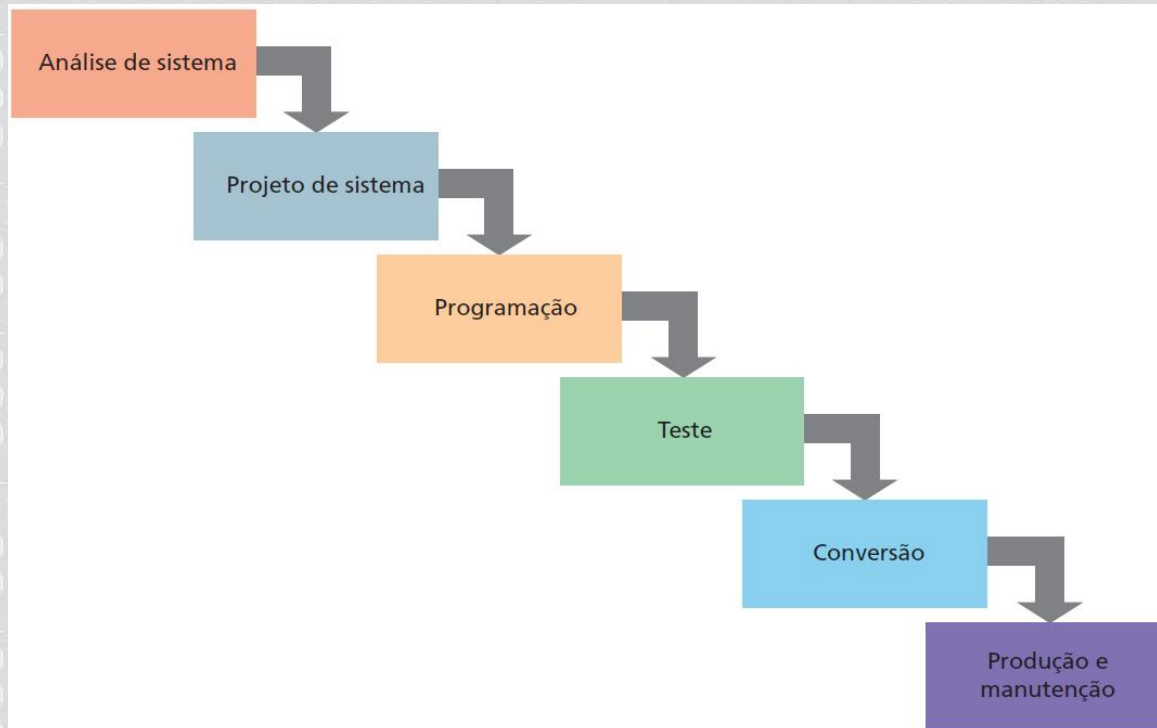 Análise de sistema
Projeto de sistema
Programação
Teste
Conversão
Produção e
manutenção